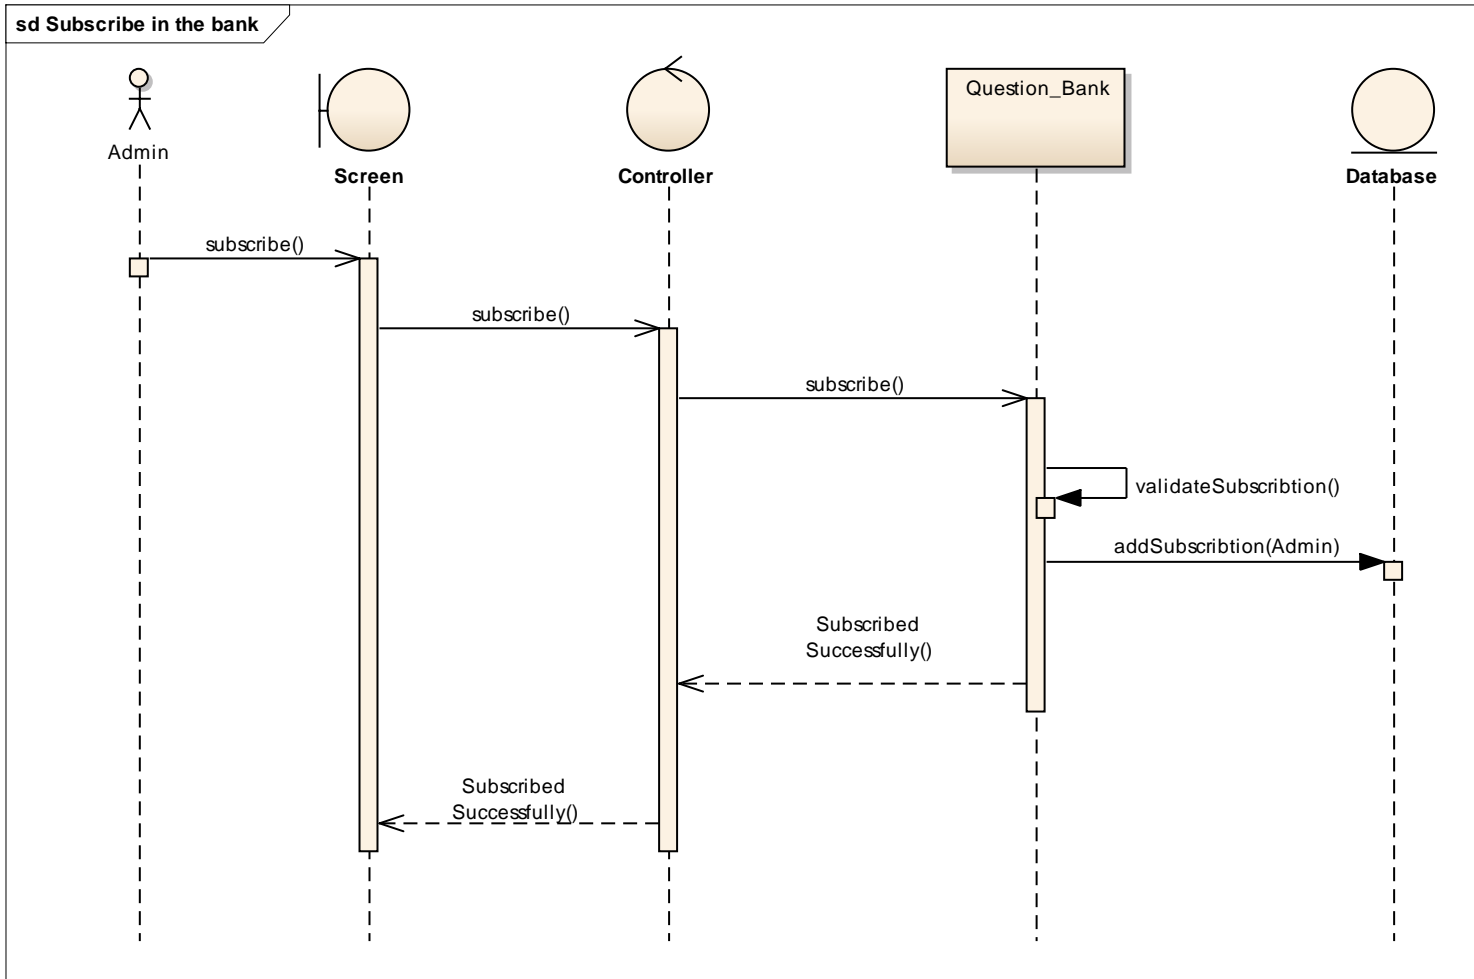 sd Subscribe in the bank
Admin
Screen
Controller
Question_Bank
Database
subscribe()
subscribe()
subscribe()
validateSubscribtion()
addSubscribtion(Admin)
Subscribed
Successfully()
Subscribed
Successfully()